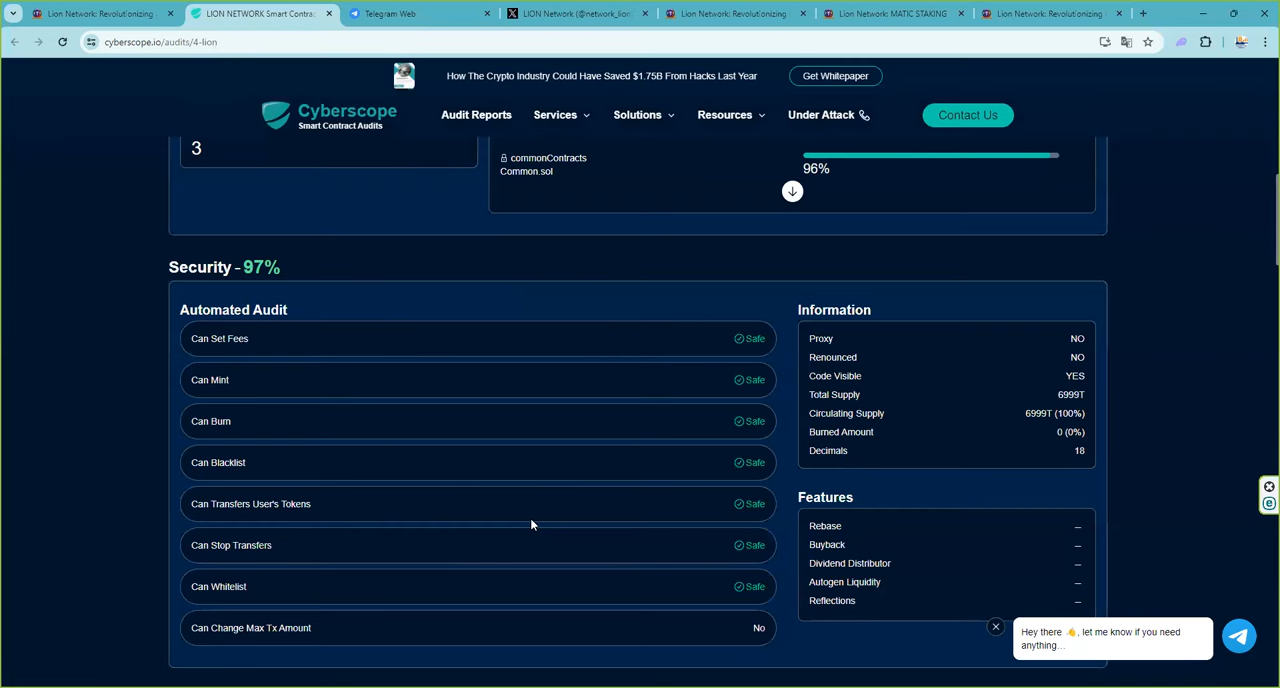 Lion Network: Revolutionizing
LION NETWORK Smart Contrac
Telegram Web
LION Network (@network_lion
Lion Network: Revolutionizing
Lion Network: MATIC STAKING
Lion Network: Revolutionizing
cyberscope.io/audits/4-lion
How The Crypto Industry Could Have Saved $1.75B From Hacks Last Year
Get Whitepaper
Cyberscope
Smart Contract Audits
Audit Reports
Services
Solutions
Resources
Under Attack
Contact Us
3
commonContracts
Common.sol
96%
Security - 97%
Automated Audit
Can Set Fees Safe
Can Mint Safe
Can Burn Safe
Can Blacklist Safe
Can Transfers User's Tokens Safe
Can Stop Transfers Safe
Can Whitelist Safe
Can Change Max Tx Amount No
Information
Proxy NO
Renounced NO
Code Visible YES
Total Supply 6999T
Circulating Supply 6999T (100%)
Burned Amount 0 (0%)
Decimals 18
Features
Rebase –
Buyback –
Dividend Distributor –
Autogen Liquidity –
Reflections –
Hey there 👋, let me know if you need
anything...